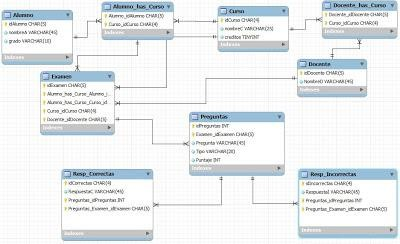 Alumno
idAlumno CHAR(5)
nombreA VARCHAR(45)
grado VARCHAR(10)
Indexes
Alumno_has_Curso
Alumno_idAlumno CHAR(5)
Curso_idCurso CHAR(4)
Indexes
Curso
idCurso CHAR(4)
nombreC VARCHAR(25)
creditos TINYINT
Indexes
Docente_has_Curso
Docente_idDocente CHAR(5)
Curso_idCurso CHAR(4)
Indexes
Docente
idDocente CHAR(5)
NombreD VARCHAR(45)
Indexes
Examen
idExamen CHAR(5)
Alumno_has_Curso_Alumno_i...
Alumno_has_Curso_Curso_id...
Curso_idCurso CHAR(4)
Docente_idDocente CHAR(5)
Indexes
Preguntas
idPreguntas INT
Examen_idExamen CHAR(5)
Pregunta VARCHAR(45)
Tipo VARCHAR(20)
Puntaje INT
Indexes
Resp_Correctas
idCorrectas CHAR(4)
RespuestaC VARCHAR(45)
Preguntas_idPreguntas INT
Preguntas_Examen_idExamen CHAR(5)
Indexes
Resp_Incorrectas
idIncorrectas CHAR(4)
RespuestaI VARCHAR(45)
Preguntas_idPreguntas INT
Preguntas_Examen_idExamen CHAR(5)
Indexes